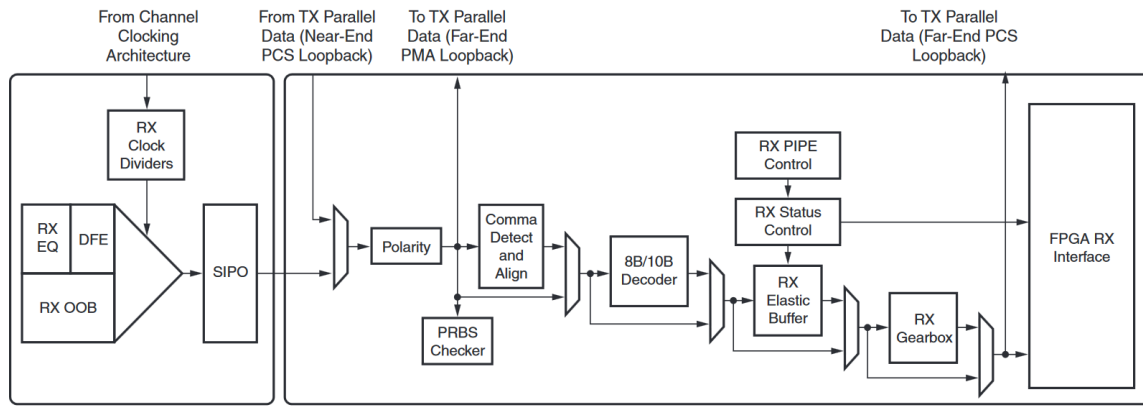 From Channel
Clocking
Architecture
From TX Parallel
Data (Near-End
PCS Loopback)
To TX Parallel
Data (Far-End
PMA Loopback)
To TX Parallel
Data (Far-End PCS
Loopback)
RX
Clock
Dividers
RX
EQ
DFE
RX OOB
SIPO
Polarity
Comma
Detect
and
Align
PRBS
Checker
8B/10B
Decoder
RX PIPE
Control
RX Status
Control
RX
Elastic
Buffer
RX
Gearbox
FPGA RX
Interface